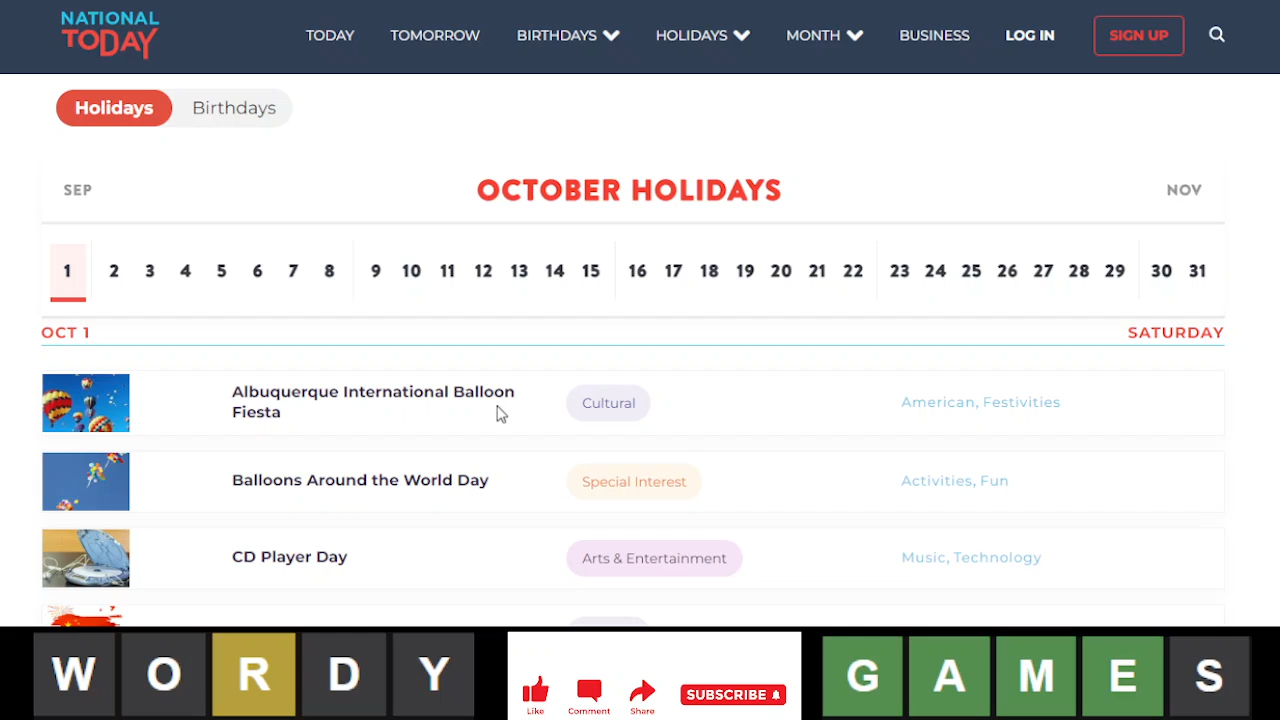 NATIONAL
TODAY
TODAY TOMORROW BIRTHDAYS HOLIDAYS MONTH BUSINESS LOG IN SIGN UP
Holidays Birthdays
SEP OCTOBER HOLIDAYS NOV
1 2 3 4 5 6 7 8 9 10 11 12 13 14 15 16 17 18 19 20 21 22 23 24 25 26 27 28 29 30 31
OCT 1 SATURDAY
Albuquerque International Balloon
Fiesta
Cultural
American, Festivities
Balloons Around the World Day Special Interest Activities, Fun
CD Player Day Arts & Entertainment Music, Technology
WORDY
Like Comment Share
SUBSCRIBE
GAMES